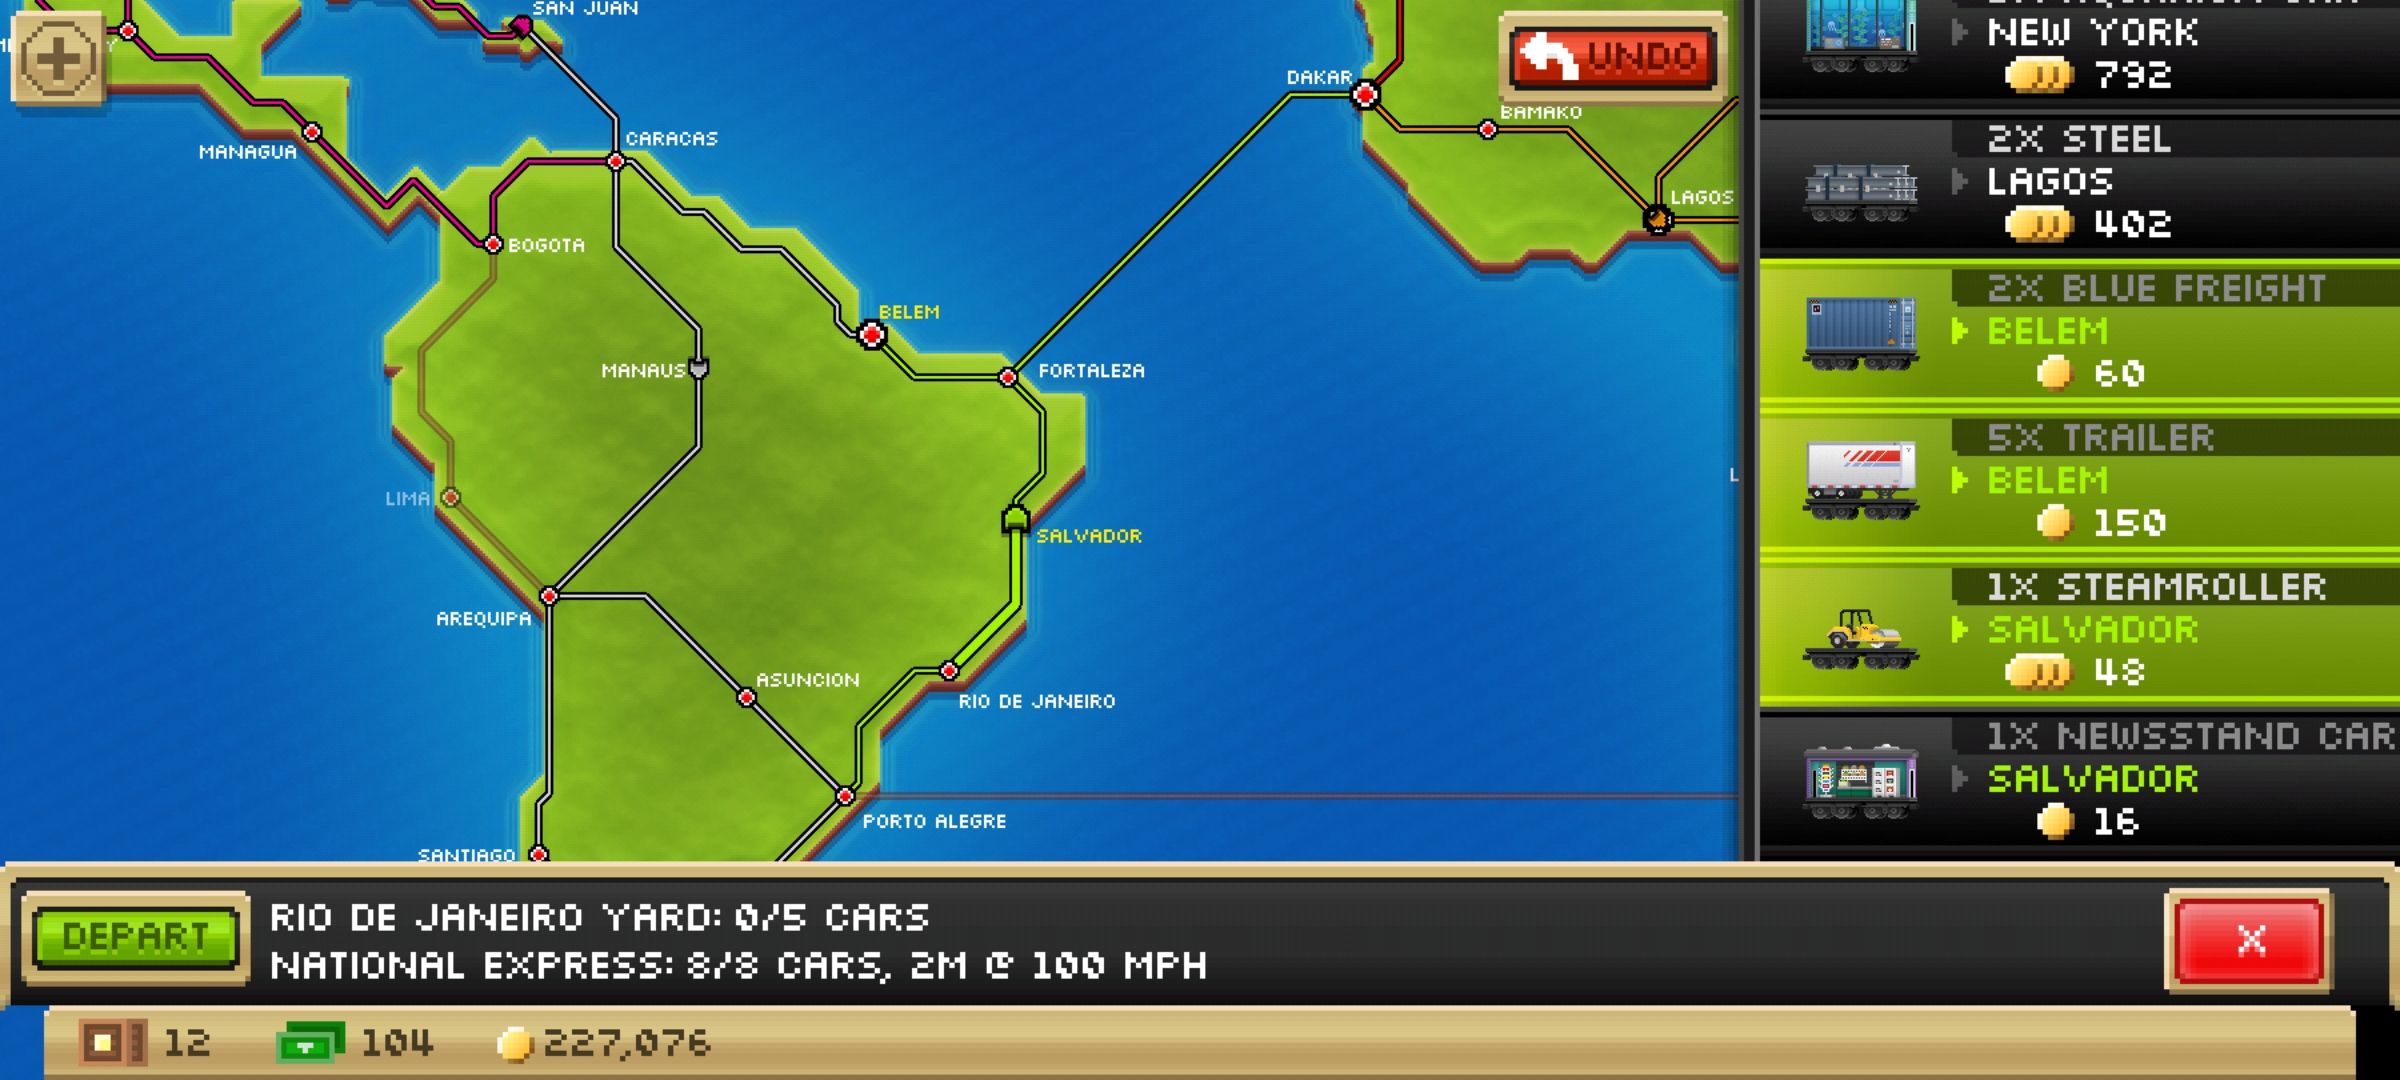 SAN JUAN
UNDO
DAKAR
BAMAKO
LAGOS
CARACAS
MANAGUA
BOGOTA
BELEM
MANAUS
FORTALEZA
LIMA
SALVADOR
AREQUIPA
ASUNCION
RIO DE JANEIRO
PORTO ALEGRE
SANTIAGO
NEW YORK
792
2X STEEL
LAGOS
402
2X BLUE FREIGHT
BELEM
60
5X TRAILER
BELEM
150
1X STEAMROLLER
SALVADOR
48
1X NEWSSTAND CAR
SALVADOR
16
DEPART
RIO DE JANEIRO YARD: 0/5 CARS
NATIONAL EXPRESS: 8/8 CARS, 2M @ 100 MPH
X
12
104
227,076